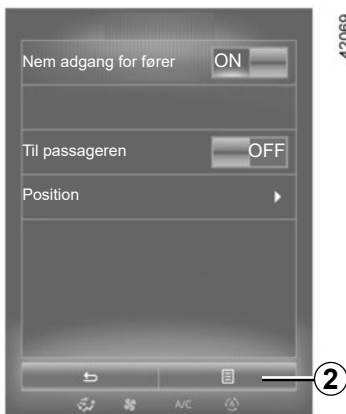 42069
Nem adgang for fører ON
Til passageren OFF
Position
2
A/C